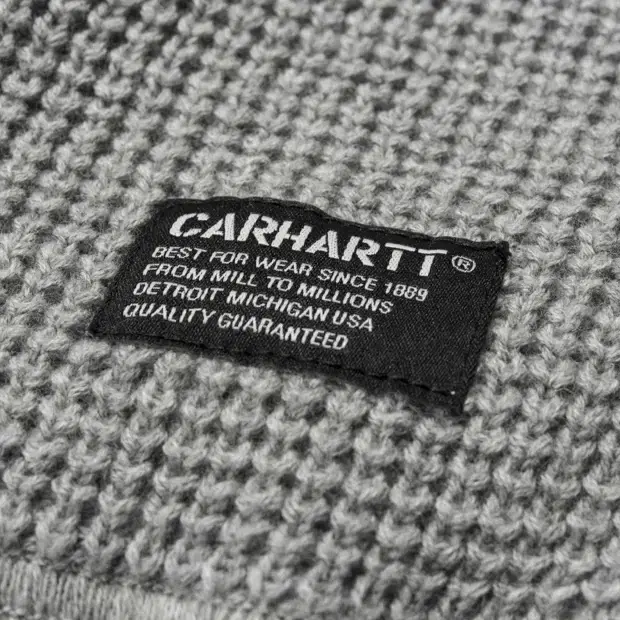 CARHARTT®
BEST FOR WEAR SINCE 1889
FROM MILL TO MILLIONS
DETROIT MICHIGAN USA
QUALITY GUARANTEED